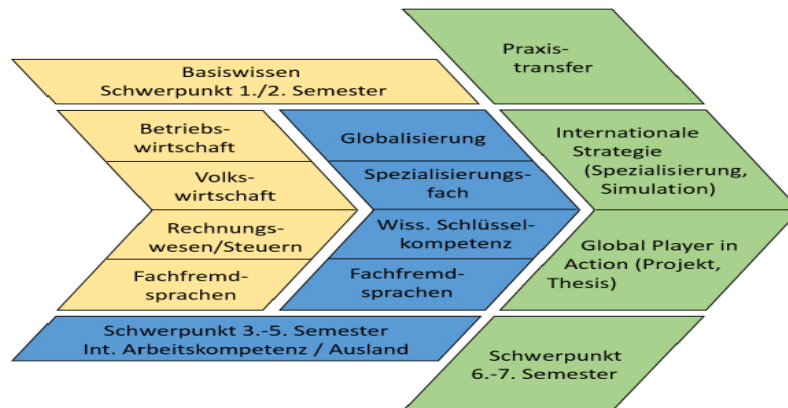 Basiswissen
Schwerpunkt 1./2. Semester
Betriebs-
wirtschaft
Volks-
wirtschaft
Rechnungs-
wesen/Steuern
Fachfremd-
sprachen
Globalisierung
Spezialisierungs-
fach
Wiss. Schlüssel-
kompetenz
Fachfremd-
sprachen
Schwerpunkt 3.-5. Semester
Int. Arbeitskompetenz / Ausland
Praxis-
transfer
Internationale
Strategie
(Spezialisierung,
Simulation)
Global Player in
Action (Projekt,
Thesis)
Schwerpunkt
6.-7. Semester